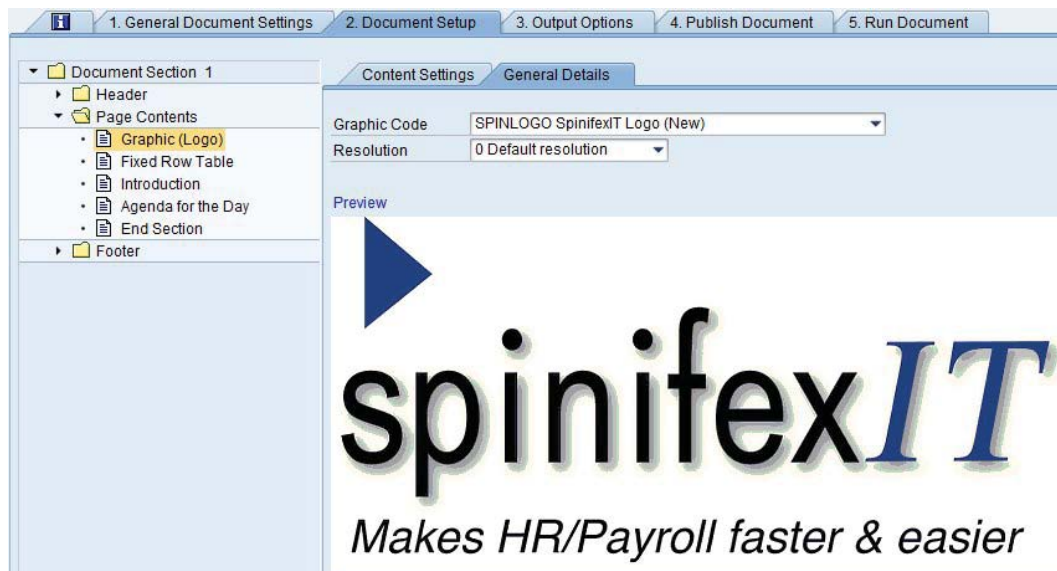 1. General Document Settings
2. Document Setup
3. Output Options
4. Publish Document
5. Run Document
Document Section 1
Header
Page Contents
Graphic (Logo)
Fixed Row Table
Introduction
Agenda for the Day
End Section
Footer
Content Settings
General Details
Graphic Code SPINLOGO SpinifexIT Logo (New)
Resolution 0 Default resolution
Preview
spinifexIT
Makes HR/Payroll faster & easier